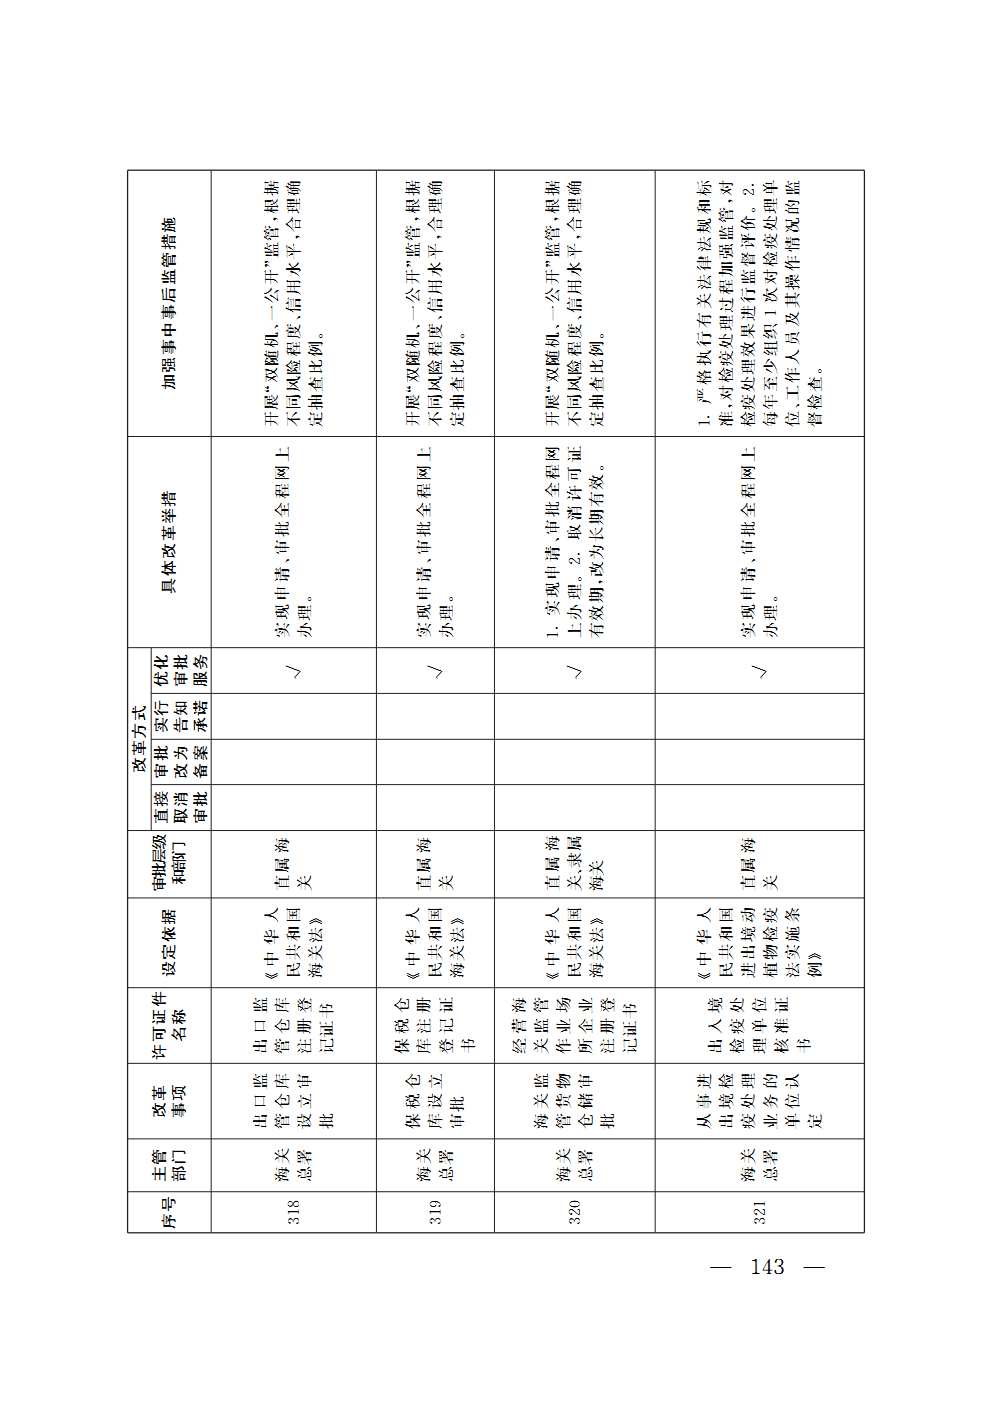 序号
主管
部门
改革
事项
许可证件
名称
设定依据
审批层级
和部门
改革方式
直接
取消
审批
审批
改为
备案
实行
告知
承诺
优化
审批
服务
具体改革举措
加强事中事后监管措施
318
海关
总署
出口监
管仓库
设立审
批
出口监
管仓库
注册登
记证书
《中华人
民共和国
海关法》
直属海
关
√
实现申请、审批全程网上
办理。
开展“双随机、一公开”监管,根据
不同风险程度、信用水平,合理确
定抽查比例。
319
海关
总署
保税仓
库设立
审批
保税仓
库注册
登记证
书
《中华人
民共和国
海关法》
直属海
关
√
实现申请、审批全程网上
办理。
开展“双随机、一公开”监管,根据
不同风险程度、信用水平,合理确
定抽查比例。
320
海关
总署
海关监
管货物
仓储审
批
经营海
关监管
作业场
所企业
注册登
记证书
《中华人
民共和国
海关法》
直属海
关、隶属
海关
√
1. 实现申请、审批全程网
上办理。2. 取消许可证
有效期,改为长期有效。
开展“双随机、一公开”监管,根据
不同风险程度、信用水平,合理确
定抽查比例。
321
海关
总署
从事进
出境检
疫处理
业务的
单位认
定
出入境
检疫处
理单位
核准证
书
《中华人
民共和国
进出境动
植物检疫
法实施条
例》
直属海
关
√
实现申请、审批全程网上
办理。
1. 严格执行有关法律法规和标
准,对检疫处理过程加强监管,对
检疫处理效果进行监督评价。2.
每年至少组织1次对检疫处理单
位、工作人员及其操作情况的监
督检查。
— 143 —